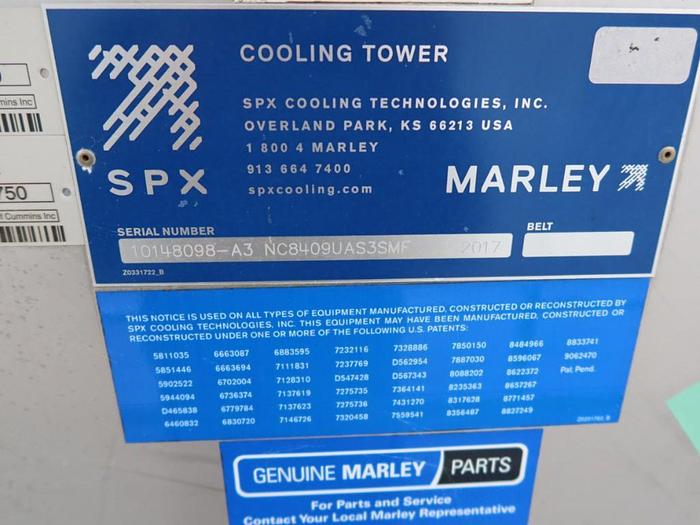 COOLING TOWER
SPX COOLING TECHNOLOGIES, INC.
OVERLAND PARK, KS 66213 USA
1 800 4 MARLEY
913 664 7400
spxcooling.com
SPX
MARLEY
SERIAL NUMBER
BELT
10148098-A3 NC8409UAS3SMF 2017
Z0331722_B
mins Inc
750
Cummins Inc
THIS NOTICE IS USED ON ALL TYPES OF EQUIPMENT MANUFACTURED, CONSTRUCTED OR RECONSTRUCTED BY
SPX COOLING TECHNOLOGIES, INC. THIS EQUIPMENT MAY HAVE BEEN MANUFACTURED, CONSTRUCTED OR
RECONSTRUCTED UNDER ONE OR MORE OF THE FOLLOWING U.S. PATENTS:
5811035 6663087 6883595 7232116 7328886 7850150 8484966 8833741
5851446 6663694 7111831 7237769 D562954 7887030 8596067 9062470
5902522 6702004 7128310 D547428 D567343 8088202 8622372 Pat. Pend.
5944094 6736374 7137619 7275735 7364141 8235363 8657267
D465838 6779784 7137623 7275736 7431270 8317628 8771457
6460832 6830720 7146726 7320458 7559541 8356487 8827249
GENUINE MARLEY PARTS
For Parts and Service
Contact Your Local Marley Representative